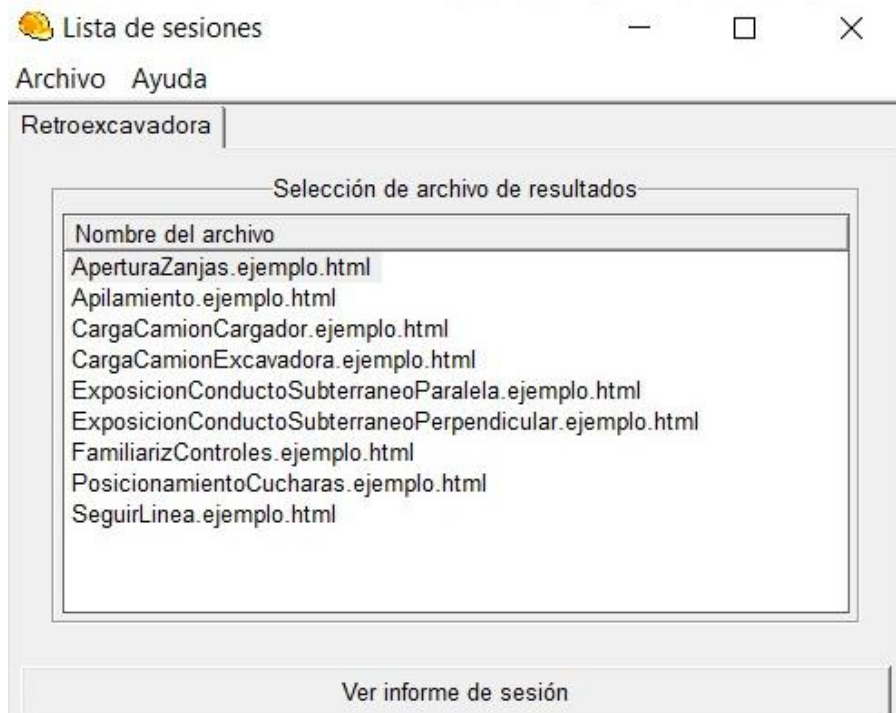 Lista de sesiones
Archivo Ayuda
Retroexcavadora
Selección de archivo de resultados
Nombre del archivo
AperturaZanjas.ejemplo.html
Apilamiento.ejemplo.html
CargaCamionCargador.ejemplo.html
CargaCamionExcavadora.ejemplo.html
ExposicionConductoSubterraneoParalela.ejemplo.html
ExposicionConductoSubterraneoPerpendicular.ejemplo.html
FamiliarizControles.ejemplo.html
PosicionamientoCucharas.ejemplo.html
SeguirLinea.ejemplo.html
Ver informe de sesión